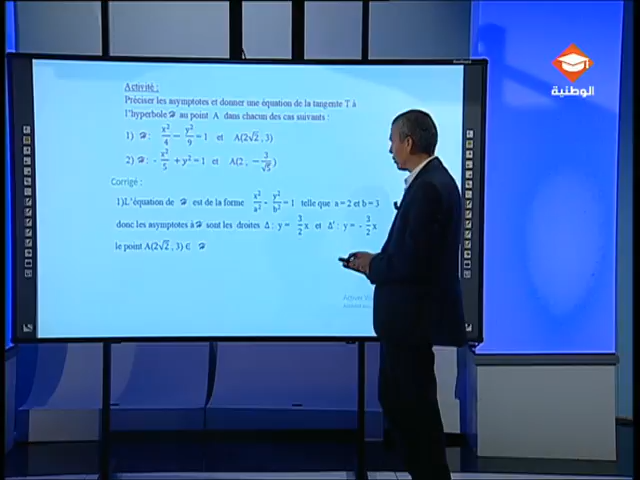 الوطنية
Activité :
Préciser les asymptotes et donner une équation de la tangente T à
l'hyperbole ℋ au point A dans chacun des cas suivants :
1) ℋ: x²/4 − y²/9 = 1 et A(2√2 , 3)
2) ℋ: - x²/5 + y² = 1 et A(2 , − 3/√5)
Corrigé :
1)L'équation de ℋ est de la forme x²/a² - y²/b² = 1 telle que a = 2 et b = 3
donc les asymptotes à ℋ sont les droites Δ : y = 3/2 x et Δ' : y = - 3/2 x
le point A(2√2 , 3) ∈ ℋ